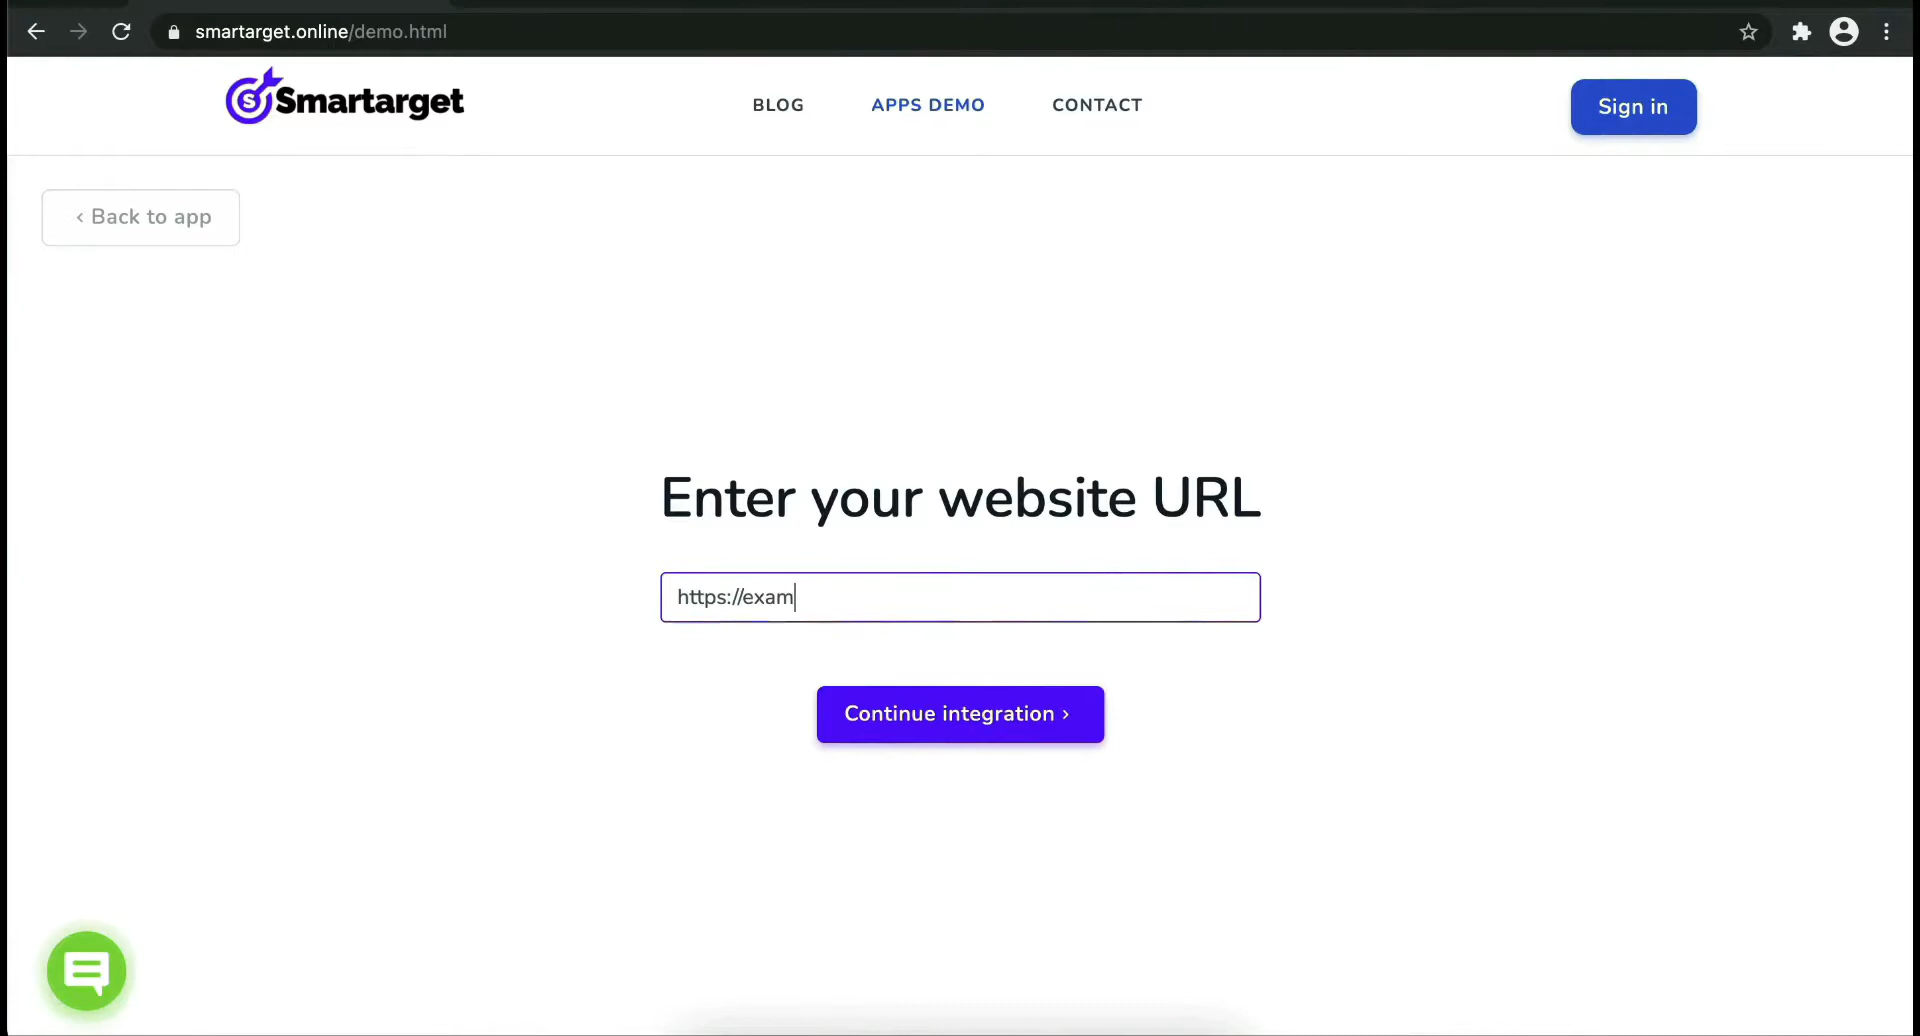 smartarget.online/demo.html
Smartarget
BLOG
APPS DEMO
CONTACT
Sign in
‹ Back to app
Enter your website URL
https://exam
Continue integration ›